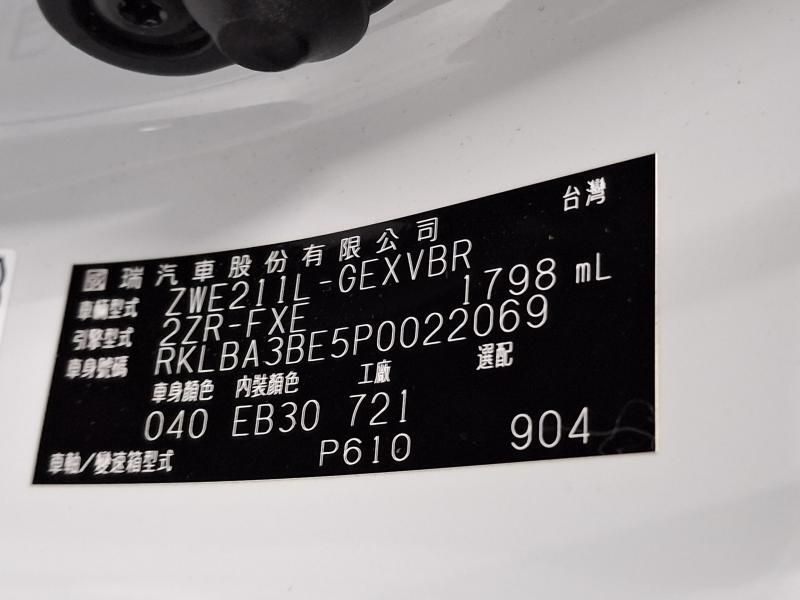 台灣
國瑞汽車股份有限公司
車輛型式 ZWE211L-GEXVBR
引擎型式 2ZR-FXE 1798 mL
車身號碼 RKLBA3BE5P0022069
車身顏色 內裝顏色 工廠 選配
040 EB30 721
車軸/變速箱型式 P610 904